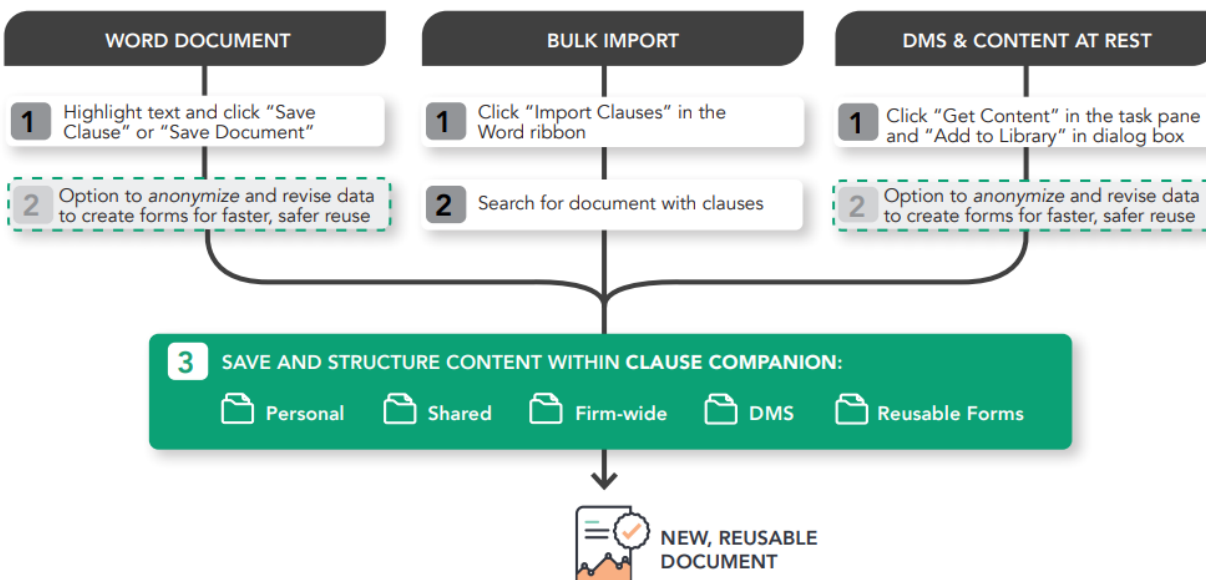 WORD DOCUMENT
1
Highlight text and click “Save
Clause” or “Save Document”
2
Option to anonymize and revise data
to create forms for faster, safer reuse
BULK IMPORT
1
Click “Import Clauses” in the
Word ribbon
2
Search for document with clauses
DMS & CONTENT AT REST
1
Click “Get Content” in the task pane
and “Add to Library” in dialog box
2
Option to anonymize and revise data
to create forms for faster, safer reuse
3
SAVE AND STRUCTURE CONTENT WITHIN CLAUSE COMPANION:
Personal
Shared
Firm-wide
DMS
Reusable Forms
NEW, REUSABLE
DOCUMENT